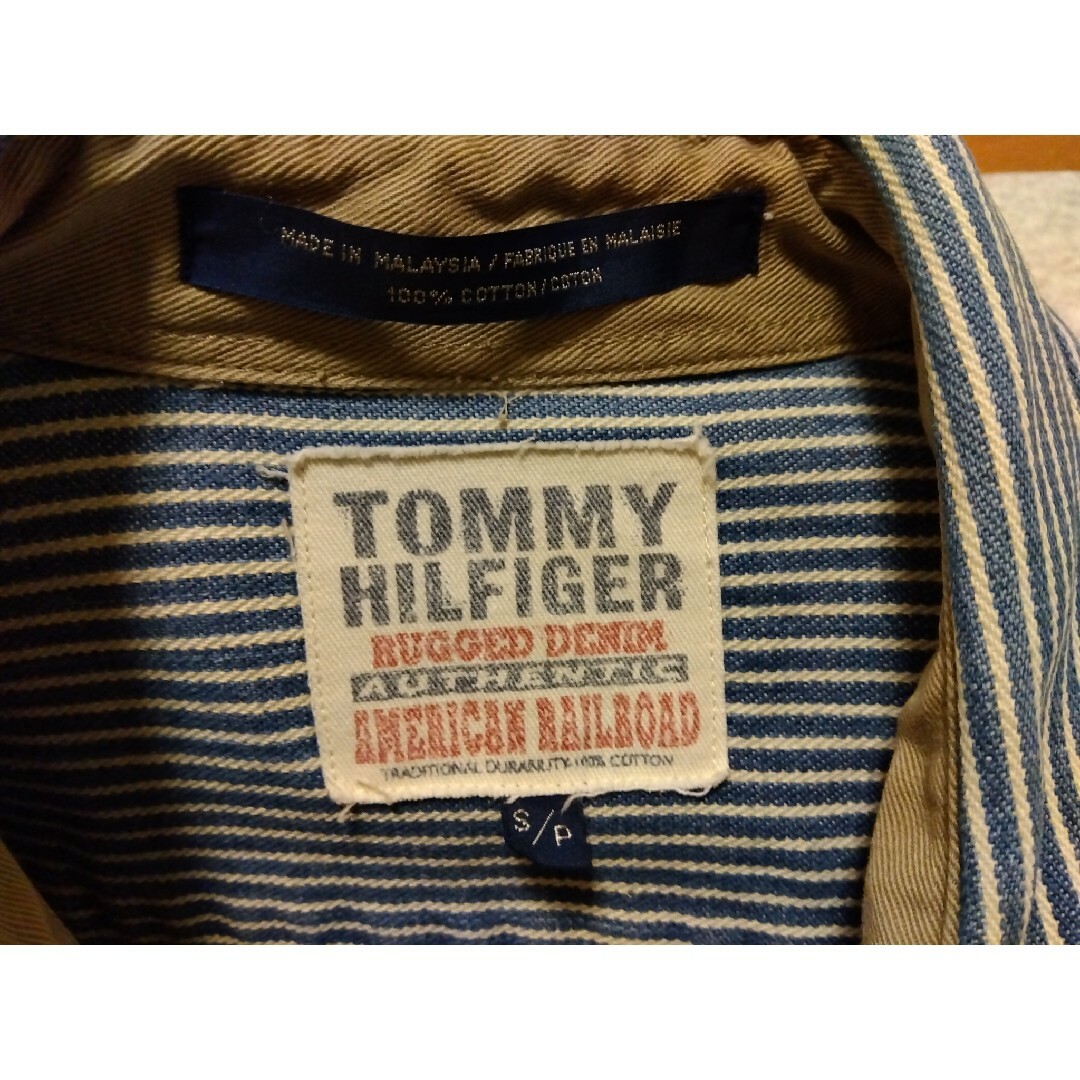 MADE IN MALAYSIA / FABRIQUE EN MALAISIE
100% COTTON/COTON
TOMMY
HILFIGER
RUGGED DENIM
AUTHENTIC
AMERICAN RAILROAD
TRADITIONAL DURABILITY 100% COTTON
S/P